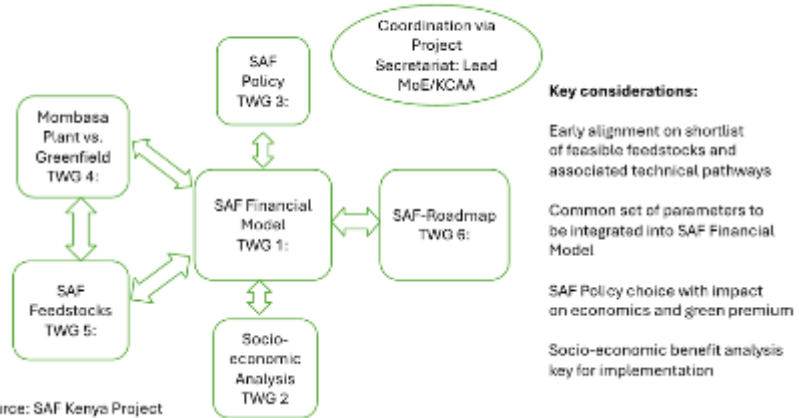 Coordination via
Project
Secretariat: Lead
MoE/KCAA
SAF
Policy
TWG 3:
Mombasa
Plant vs.
Greenfield
TWG 4:
SAF Financial
Model
TWG 1:
SAF-Roadmap
TWG 6:
SAF
Feedstocks
TWG 5:
Socio-
economic
Analysis
TWG 2
Key considerations:
Early alignment on shortlist
of feasible feedstocks and
associated technical pathways
Common set of parameters to
be integrated into SAF Financial
Model
SAF Policy choice with impact
on economics and green premium
Socio-economic benefit analysis
key for implementation
urce: SAF Kenya Project